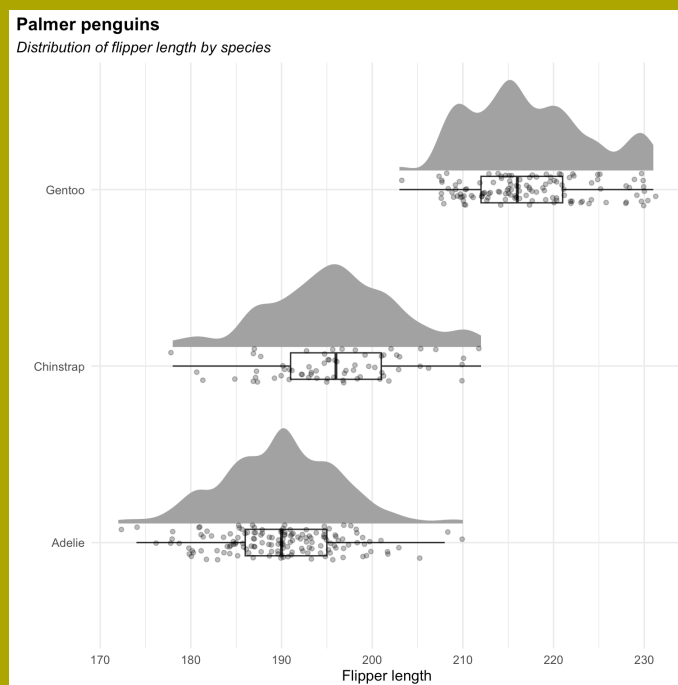 Palmer penguins
Distribution of flipper length by species
Gentoo
Chinstrap
Adelie
170 180 190 200 210 220 230
Flipper length